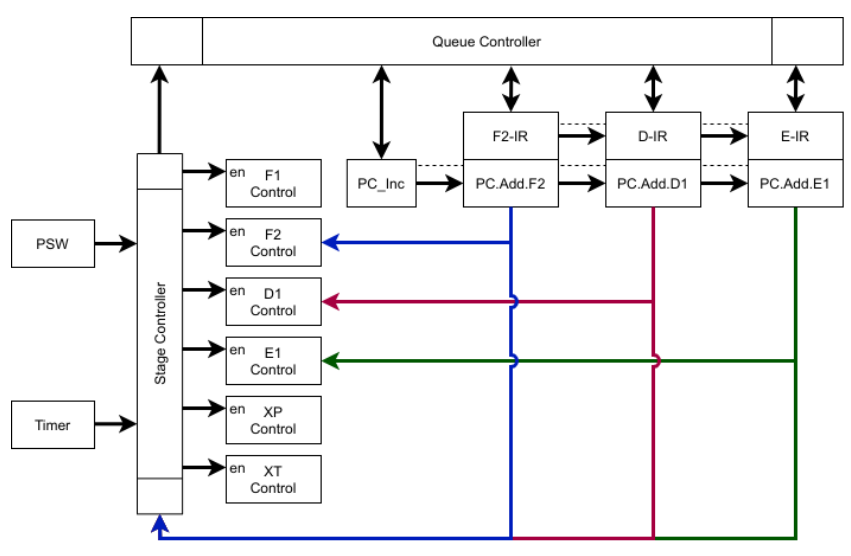 Queue Controller
F2-IR
D-IR
E-IR
PC_Inc
PC.Add.F2
PC.Add.D1
PC.Add.E1
en F1
Control
en F2
Control
en D1
Control
en E1
Control
en XP
Control
en XT
Control
PSW
Stage Controller
Timer